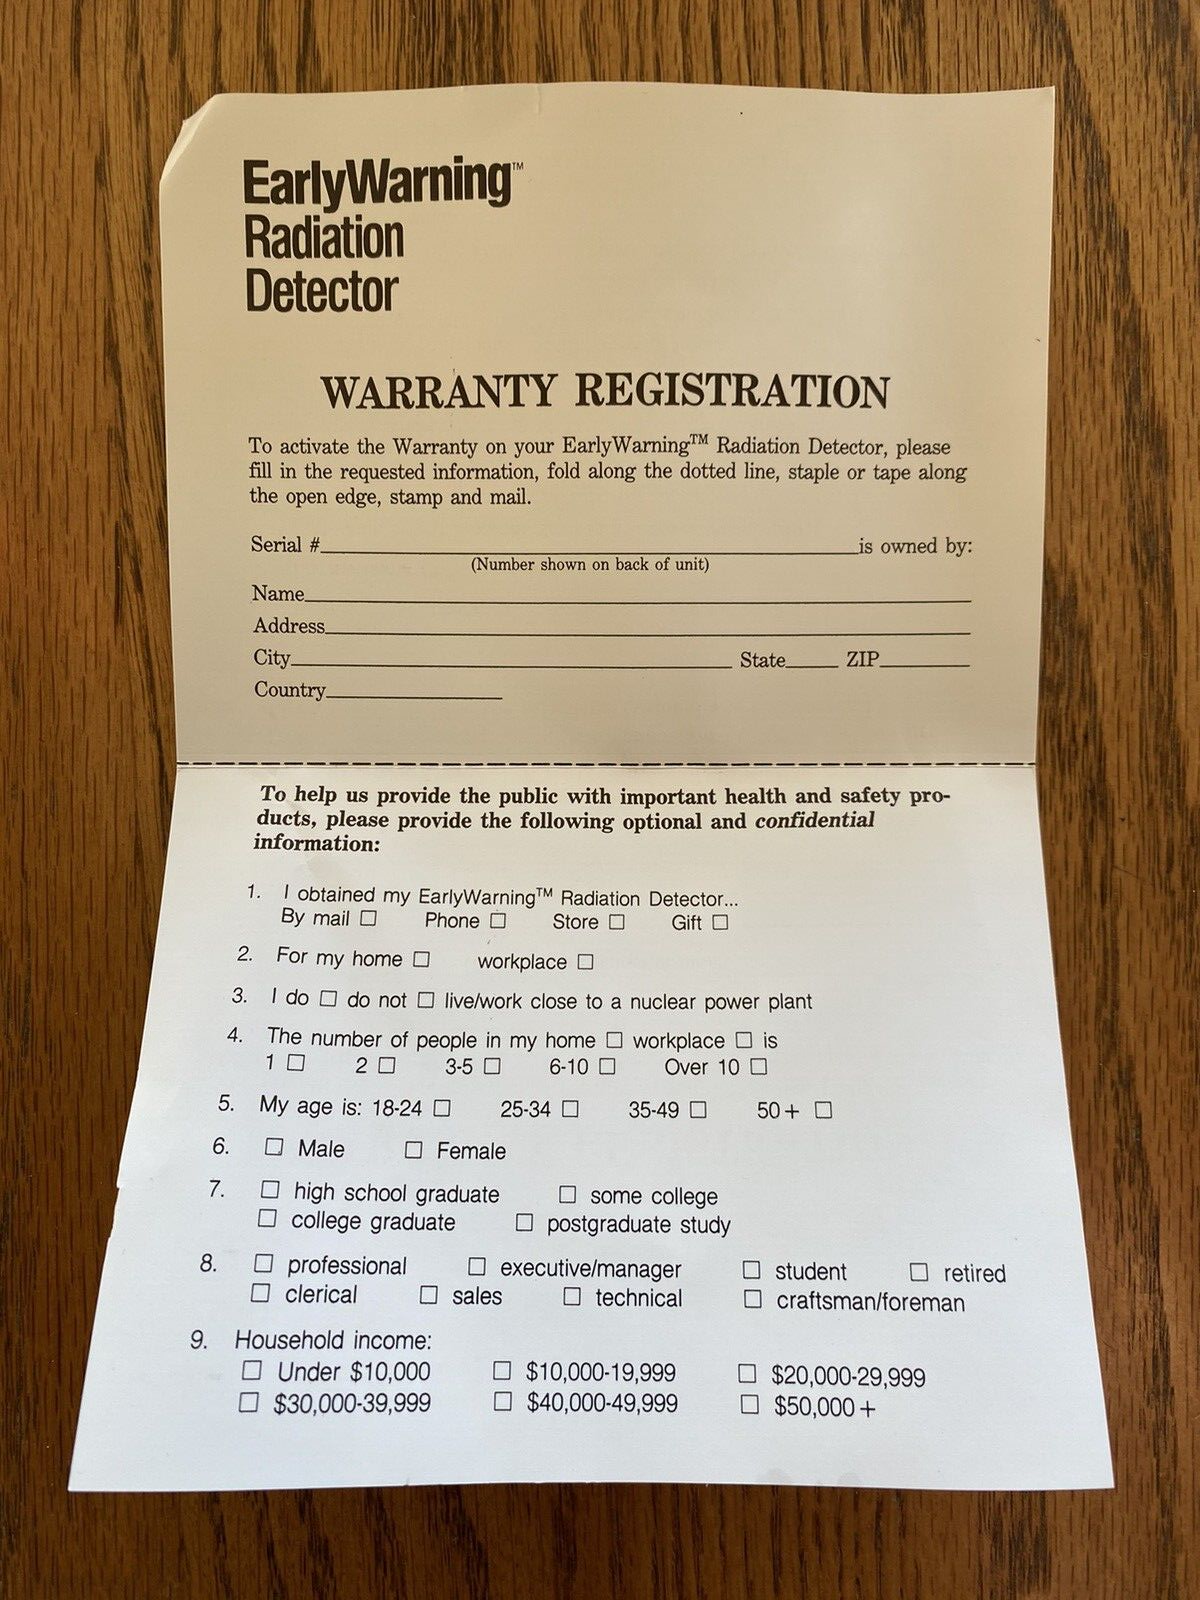 EarlyWarning™
Radiation
Detector
WARRANTY REGISTRATION
To activate the Warranty on your EarlyWarning™ Radiation Detector, please
fill in the requested information, fold along the dotted line, staple or tape along
the open edge, stamp and mail.
Serial #____is owned by:
(Number shown on back of unit)
Name____
Address____
City____ State____ ZIP____
Country____
To help us provide the public with important health and safety pro-
ducts, please provide the following optional and confidential
information:
1. I obtained my EarlyWarning™ Radiation Detector...
By mail ☐ Phone ☐ Store ☐ Gift ☐
2. For my home ☐ workplace ☐
3. I do ☐ do not ☐ live/work close to a nuclear power plant
4. The number of people in my home ☐ workplace ☐ is
1 ☐ 2 ☐ 3-5 ☐ 6-10 ☐ Over 10 ☐
5. My age is: 18-24 ☐ 25-34 ☐ 35-49 ☐ 50+ ☐
6. ☐ Male ☐ Female
7. ☐ high school graduate ☐ some college
☐ college graduate ☐ postgraduate study
8. ☐ professional ☐ executive/manager ☐ student ☐ retired
☐ clerical ☐ sales ☐ technical ☐ craftsman/foreman
9. Household income:
☐ Under $10,000 ☐ $10,000-19,999 ☐ $20,000-29,999
☐ $30,000-39,999 ☐ $40,000-49,999 ☐ $50,000+